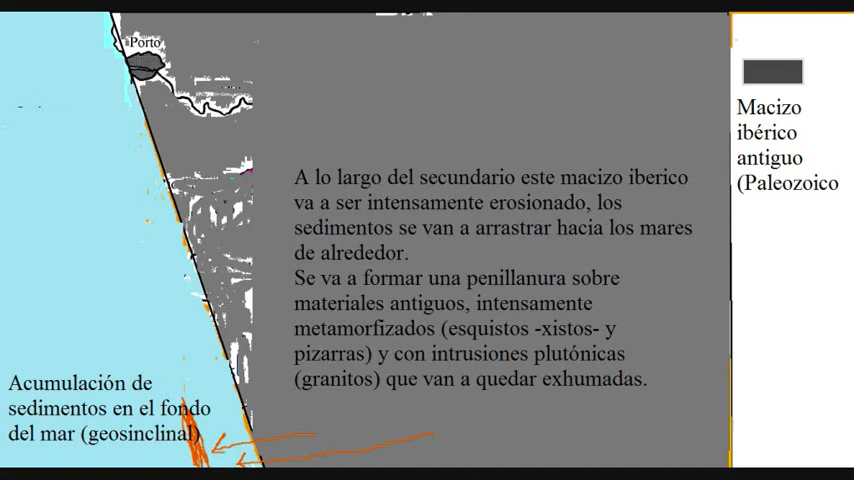 Porto
Macizo
ibérico
antiguo
(Paleozoico
A lo largo del secundario este macizo iberico
va a ser intensamente erosionado, los
sedimentos se van a arrastrar hacia los mares
de alrededor.
Se va a formar una penillanura sobre
materiales antiguos, intensamente
metamorfizados (esquistos -xistos- y
pizarras) y con intrusiones plutónicas
(granitos) que van a quedar exhumadas.
Acumulación de
sedimentos en el fondo
del mar (geosinclinal)